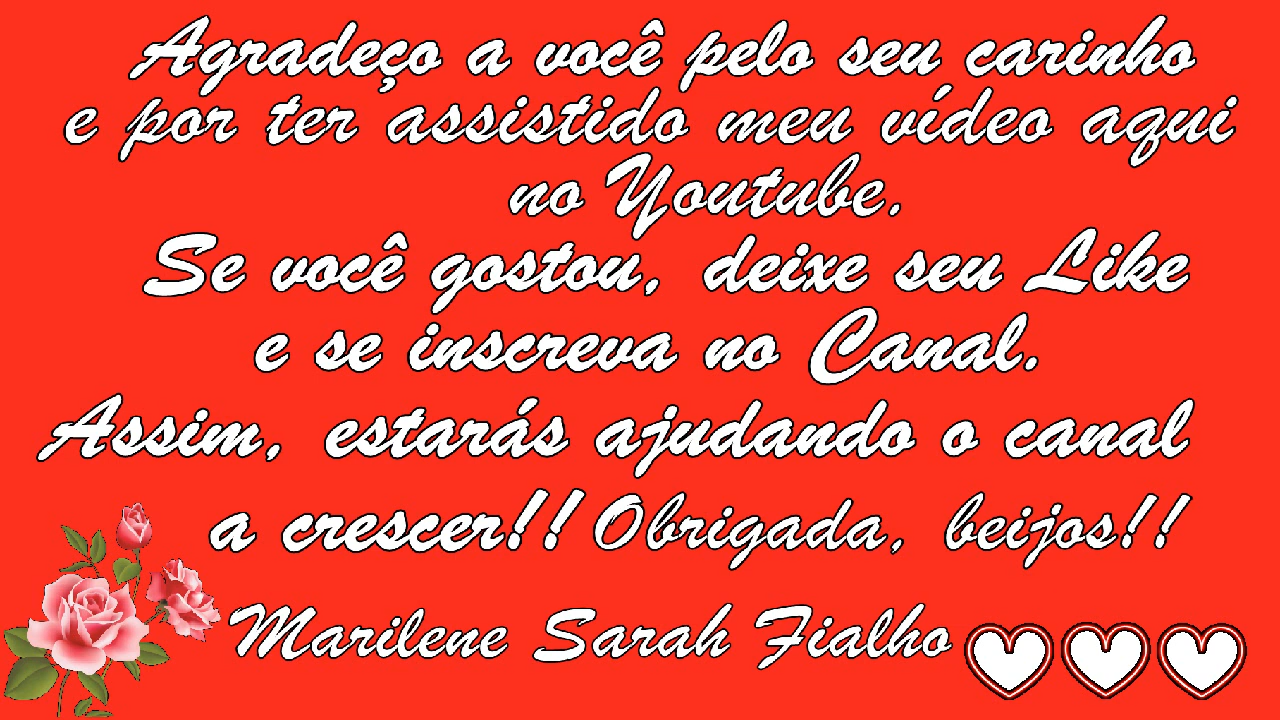 Agradeço a você pelo seu carinho
e por ter assistido meu vídeo aqui
no Youtube.
Se você gostou, deixe seu Like
e se inscreva no Canal.
Assim, estarás ajudando o canal
a crescer!! Obrigada, beijos!!
Marilene Sarah Fialho